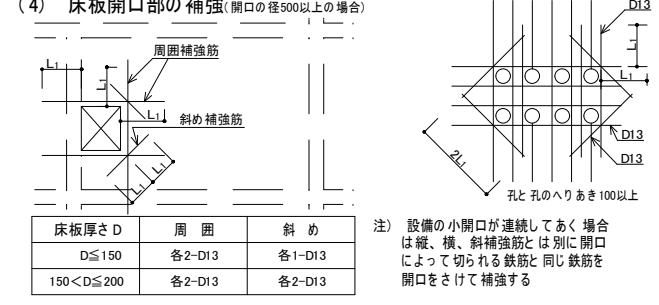 (4) 床板開口部の補強(開口の径500以上の場合)
周囲補強筋
L1
L1
L1
斜め補強筋
L1
L1
床板厚さD 周 囲 斜 め
D≦150 各2-D13 各1-D13
150<D≦200 各2-D13 各2-D13
D13
L1
L1
D13
D13
2L1
孔と孔のへりあき100以上
注) 設備の小開口が連続してあく場合
は縦、横、斜補強筋とは別に開口
によって切られる鉄筋と同じ鉄筋を
開口をさけて補強する